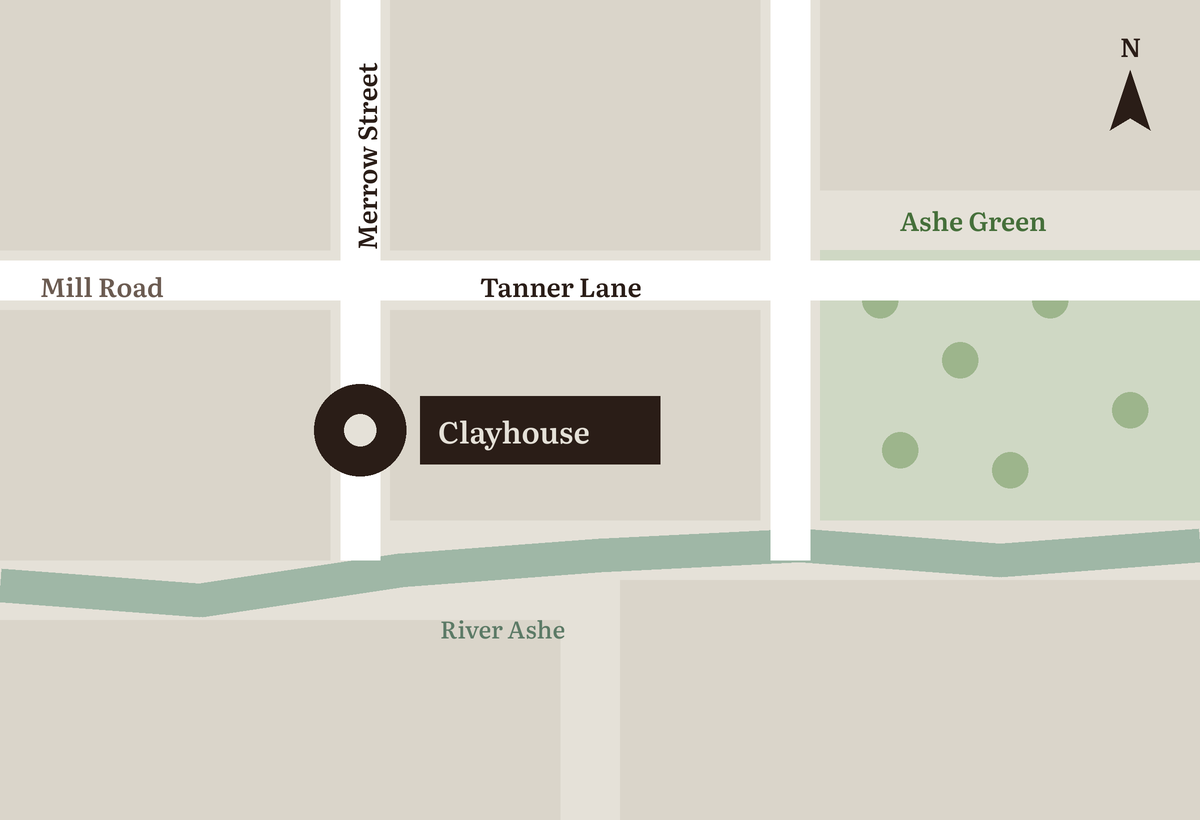 N
Merrow Street
Ashe Green
Mill Road
Tanner Lane
Clayhouse
River Ashe